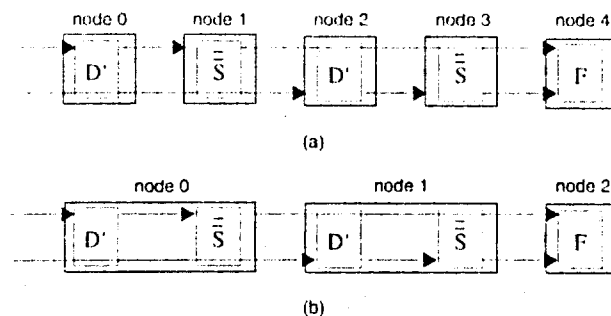 node 0 node 1 node 2 node 3 node 4
D' S̿ D' S̿ F
(a)
node 0 node 1 node 2
D' S̿ D' S̿ F
(b)